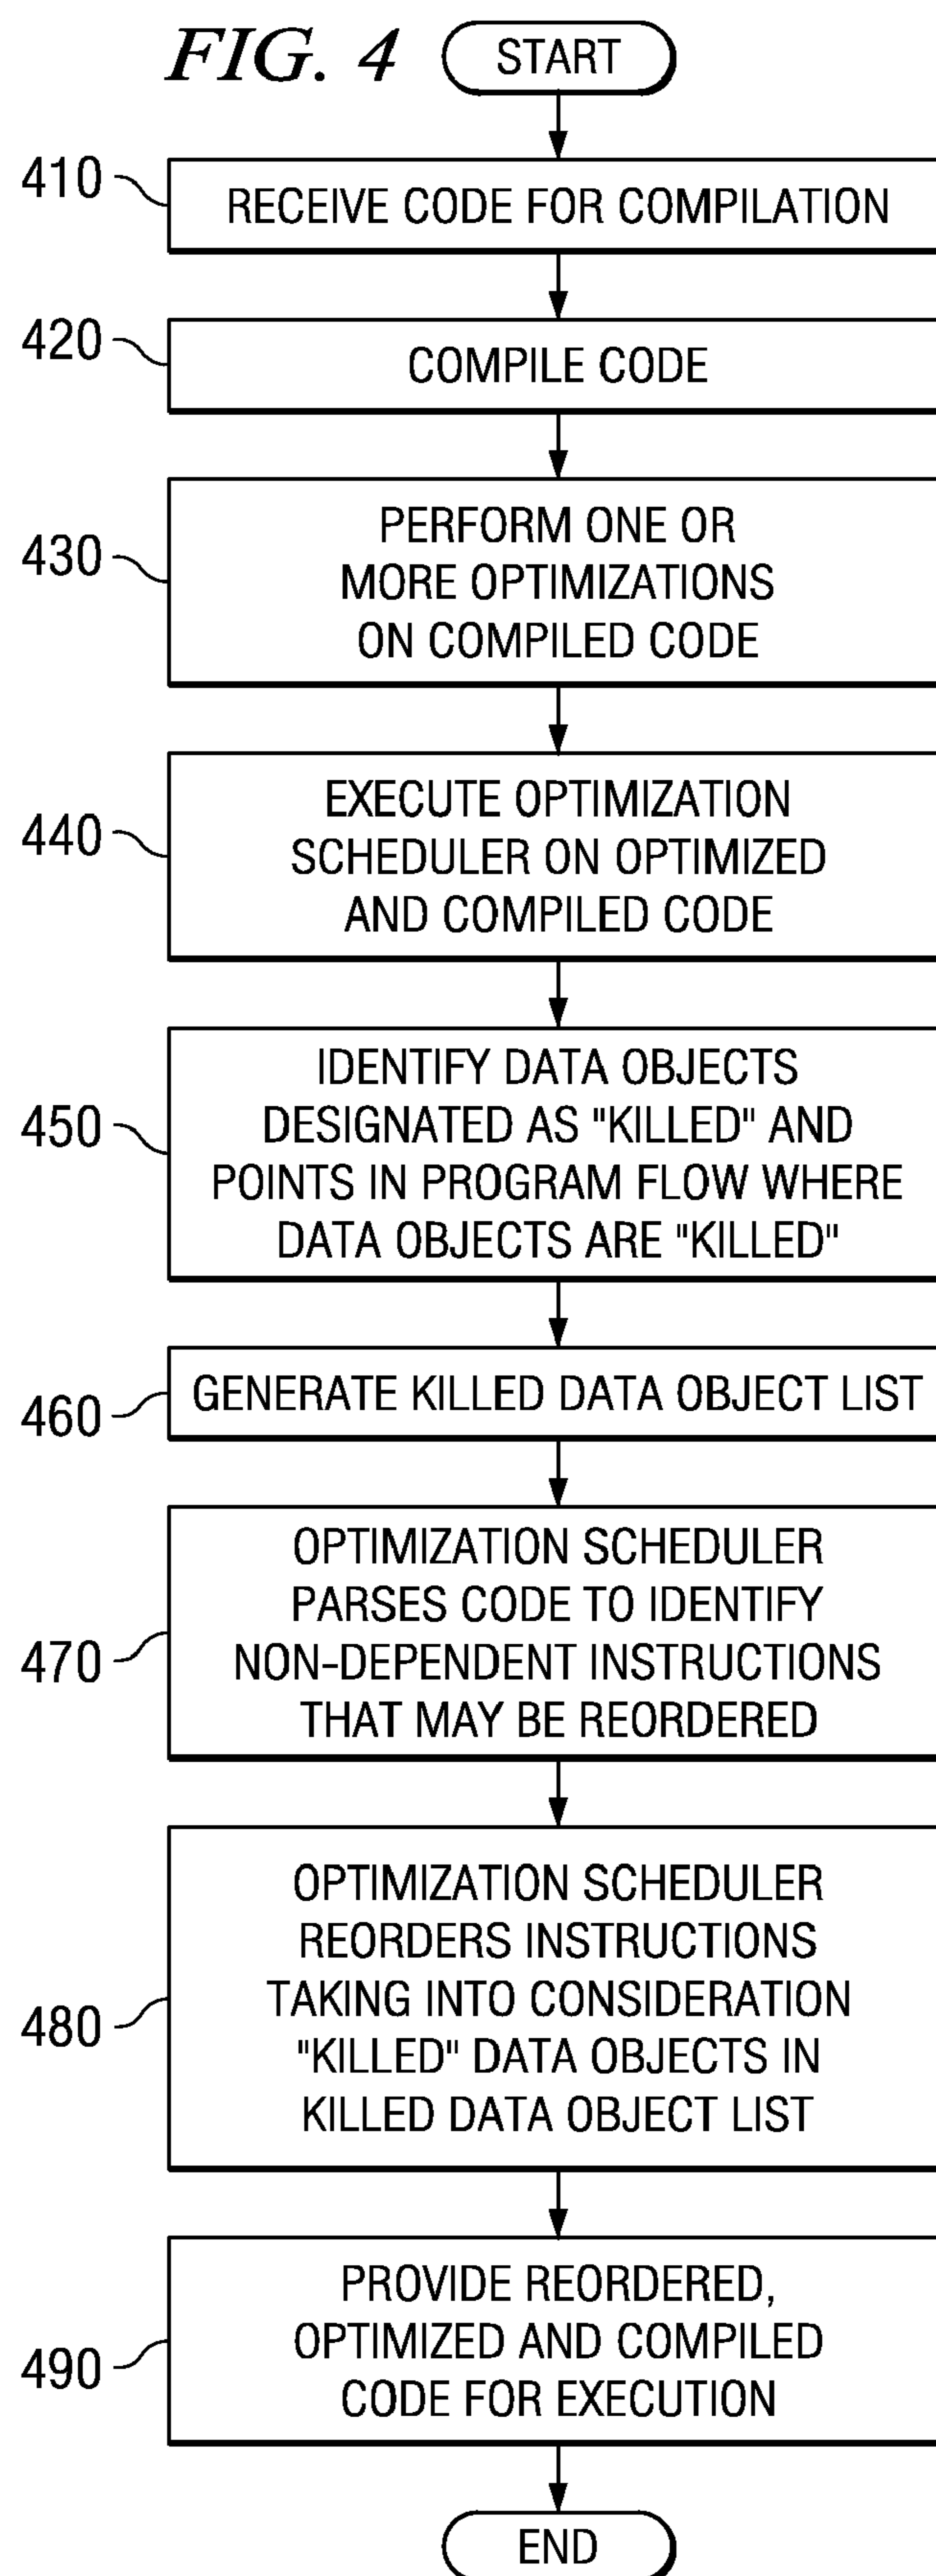 FIG. 4
START
410
RECEIVE CODE FOR COMPILATION
420
COMPILE CODE
430
PERFORM ONE OR
MORE OPTIMIZATIONS
ON COMPILED CODE
440
EXECUTE OPTIMIZATION
SCHEDULER ON OPTIMIZED
AND COMPILED CODE
450
IDENTIFY DATA OBJECTS
DESIGNATED AS "KILLED" AND
POINTS IN PROGRAM FLOW WHERE
DATA OBJECTS ARE "KILLED"
460
GENERATE KILLED DATA OBJECT LIST
470
OPTIMIZATION SCHEDULER
PARSES CODE TO IDENTIFY
NON-DEPENDENT INSTRUCTIONS
THAT MAY BE REORDERED
480
OPTIMIZATION SCHEDULER
REORDERS INSTRUCTIONS
TAKING INTO CONSIDERATION
"KILLED" DATA OBJECTS IN
KILLED DATA OBJECT LIST
490
PROVIDE REORDERED,
OPTIMIZED AND COMPILED
CODE FOR EXECUTION
END